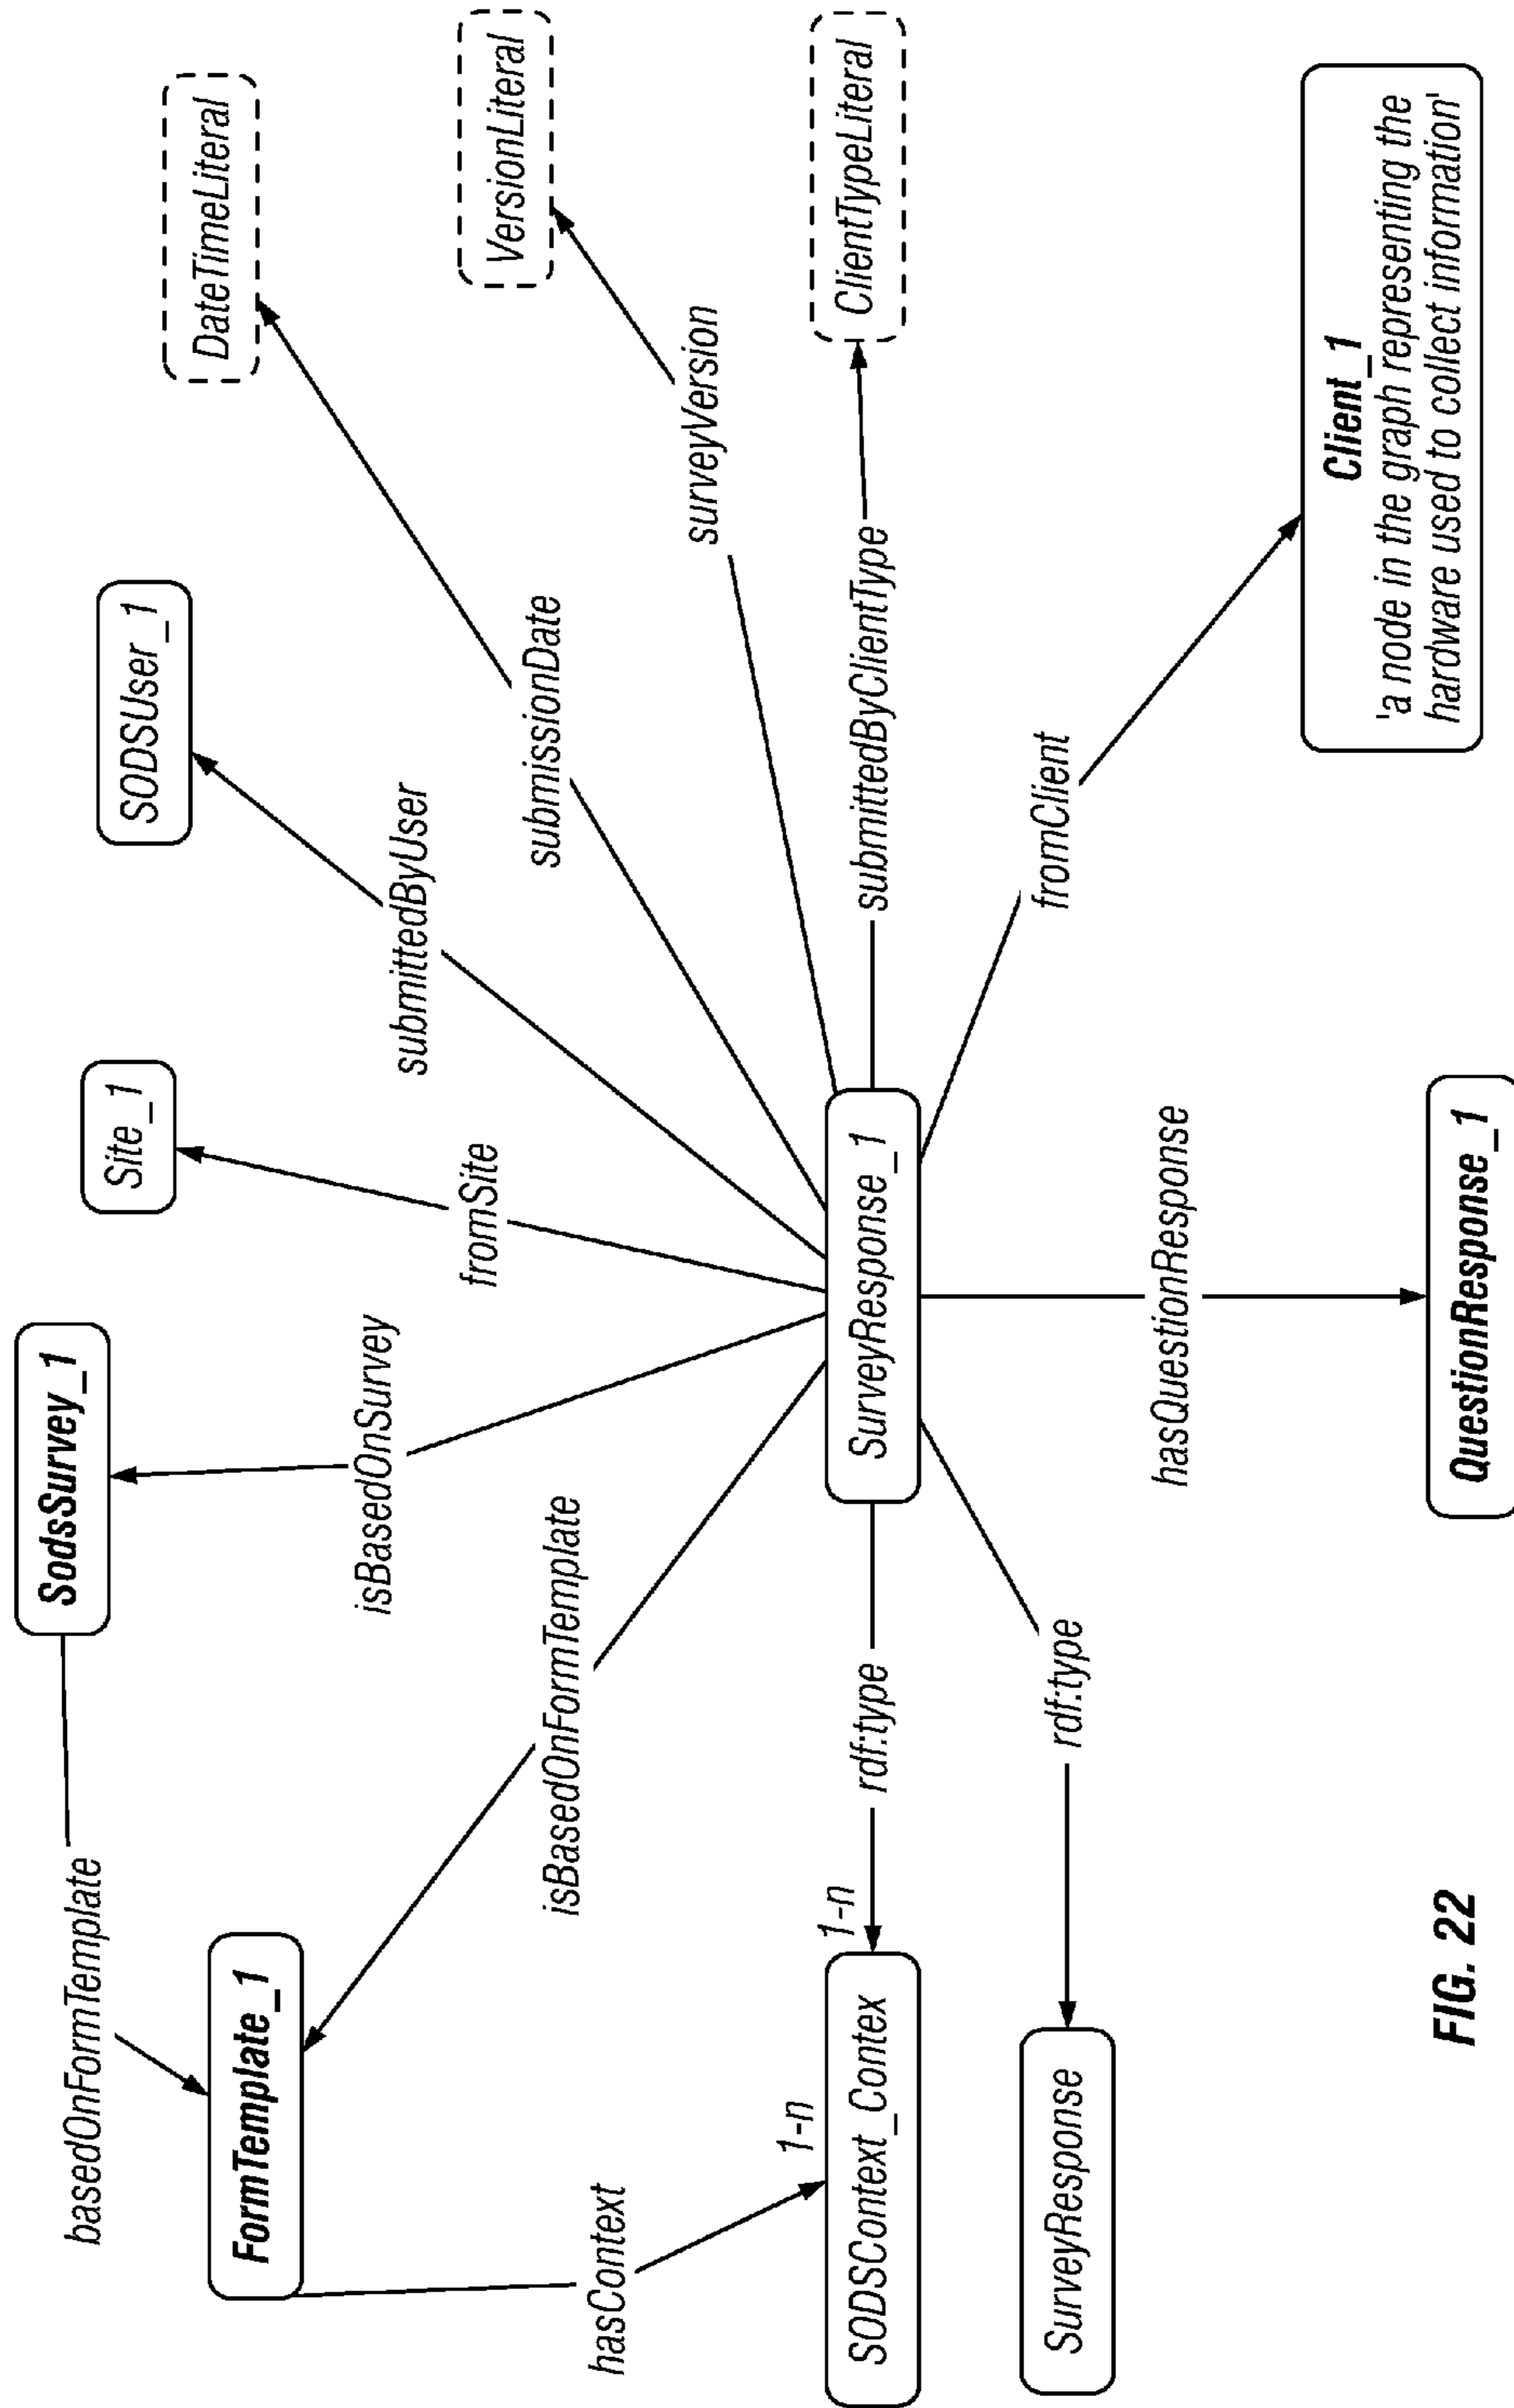 SodsSurvey_1
Site_1
SODSUser_1
DateTimeLiteral
basedOnFormTemplate
FormTemplate_1
isBasedOnSurvey
fromSite
submittedByUser
submissionDate
VersionLiteral
isBasedOnFormTemplate
surveyVersion
hasContext
1-n
1-n
SODSContext_Contex
rdf:type
SurveyResponse_1
submittedByClientType
ClientTypeLiteral
SurveyResponse
rdf:type
fromClient
hasQuestionResponse
Client_1
'a node in the graph representing the
hardware used to collect information'
QuestionResponse_1
FIG. 22